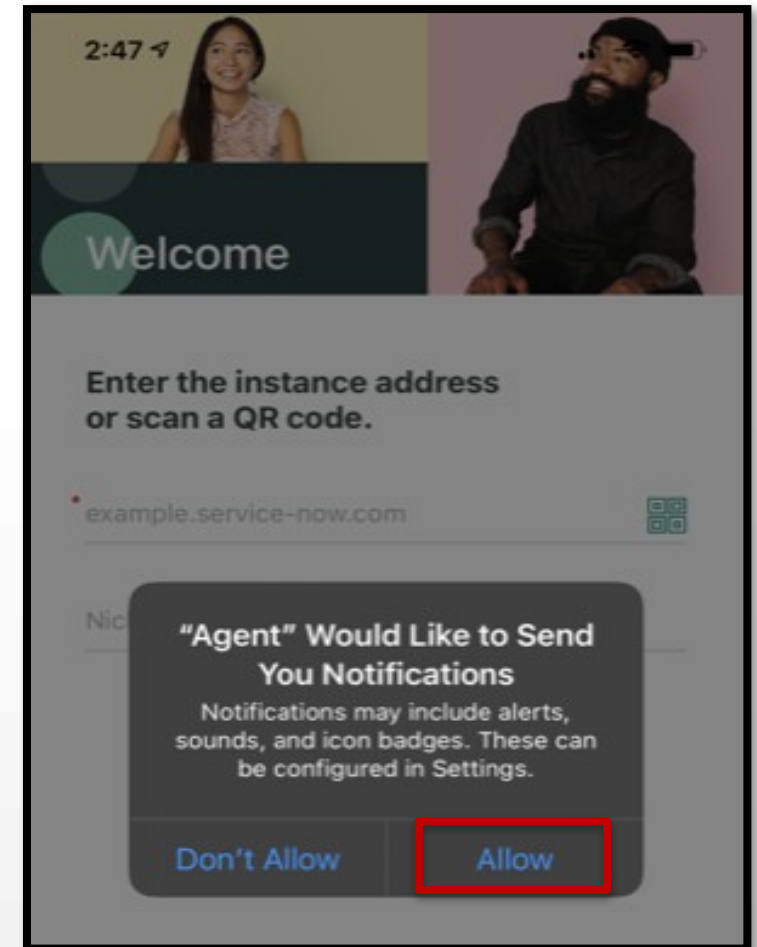 2:47
Welcome
Enter the instance address
or scan a QR code.
* example.service-now.com
Nic
“Agent” Would Like to Send
You Notifications
Notifications may include alerts,
sounds, and icon badges. These can
be configured in Settings.
Don’t Allow
Allow